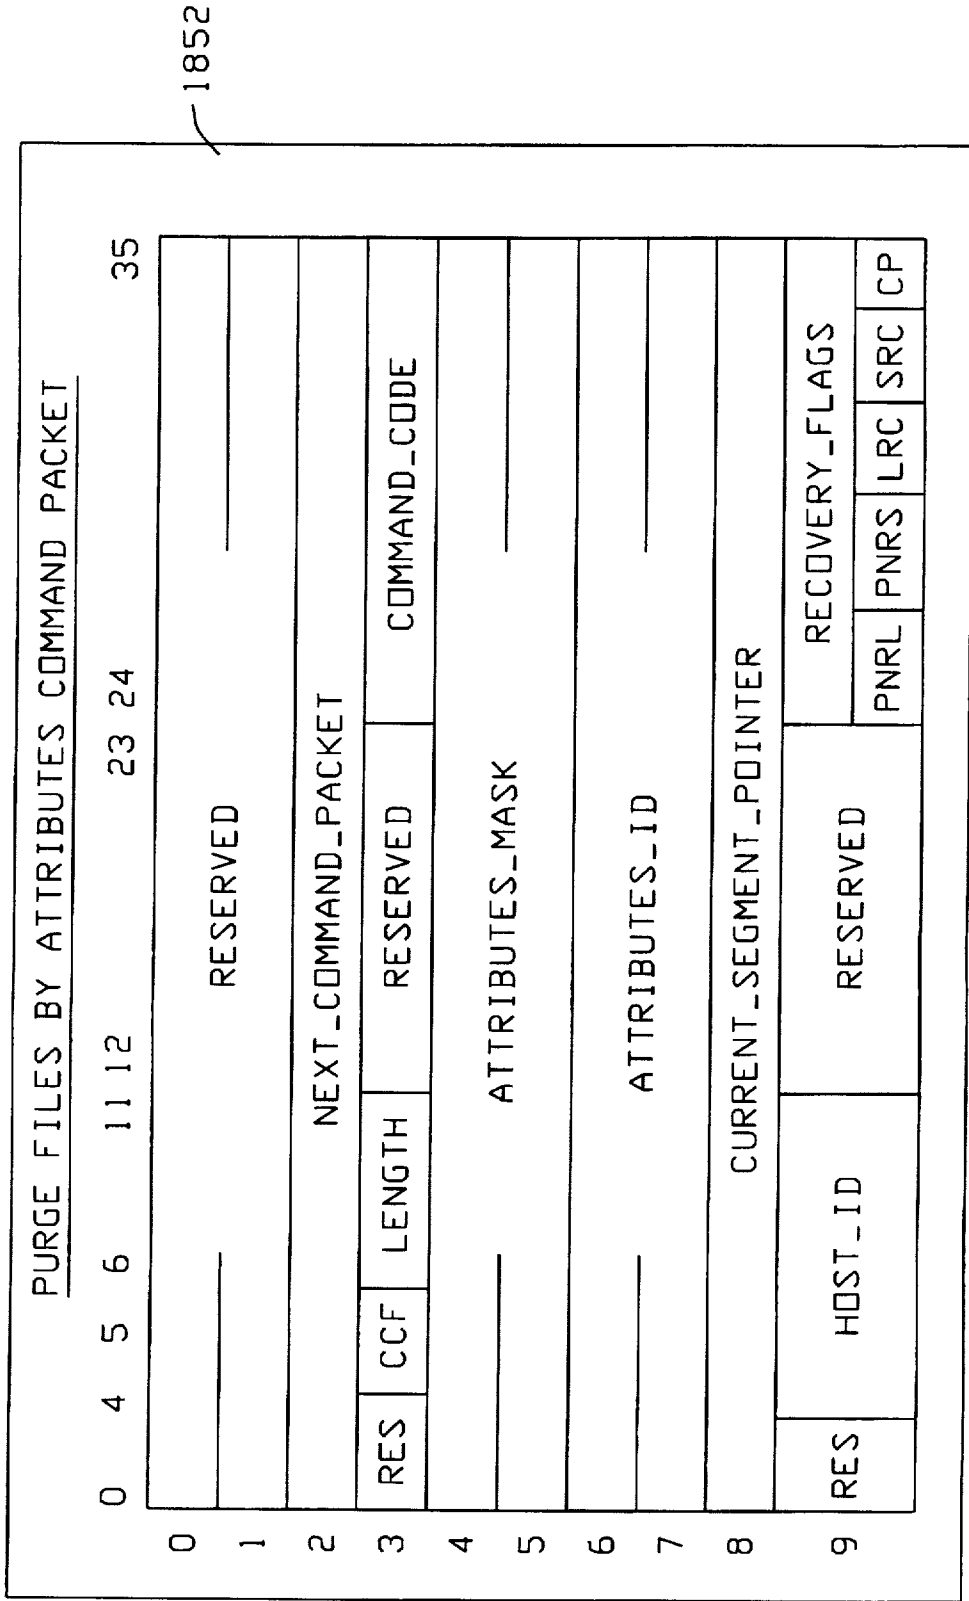 PURGE FILES BY ATTRIBUTES COMMAND PACKET
1852
0 4 5 6 11 12 23 24 35
0 RESERVED
1
2 NEXT_COMMAND_PACKET
3 RES CCF LENGTH RESERVED COMMAND_CODE
4 ATTRIBUTES_MASK
5
6 ATTRIBUTES_ID
7
8 CURRENT_SEGMENT_POINTER
9 RES HOST_ID RESERVED RECOVERY_FLAGS
PNRL PNRS LRC SRC CP